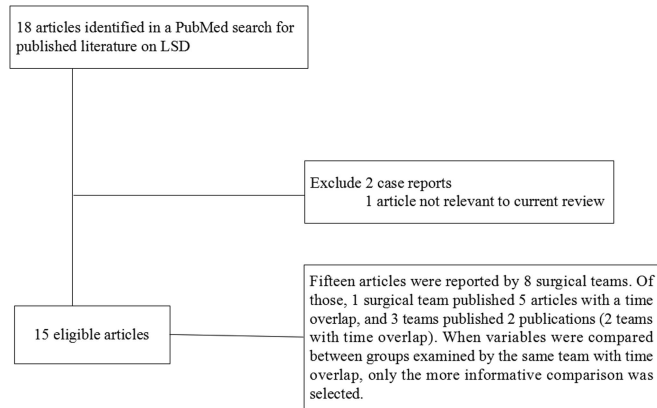 18 articles identified in a PubMed search for
published literature on LSD
Exclude 2 case reports
1 article not relevant to current review
15 eligible articles
Fifteen articles were reported by 8 surgical teams. Of
those, 1 surgical team published 5 articles with a time
overlap, and 3 teams published 2 publications (2 teams
with time overlap). When variables were compared
between groups examined by the same team with time
overlap, only the more informative comparison was
selected.